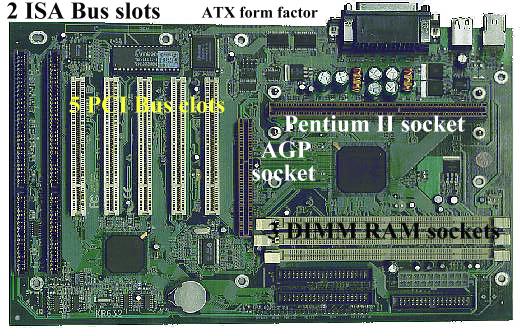 2 ISA Bus slots
ATX form factor
5 PCI Bus slots
Pentium II socket
AGP
socket
3 DIMM RAM sockets
KR632